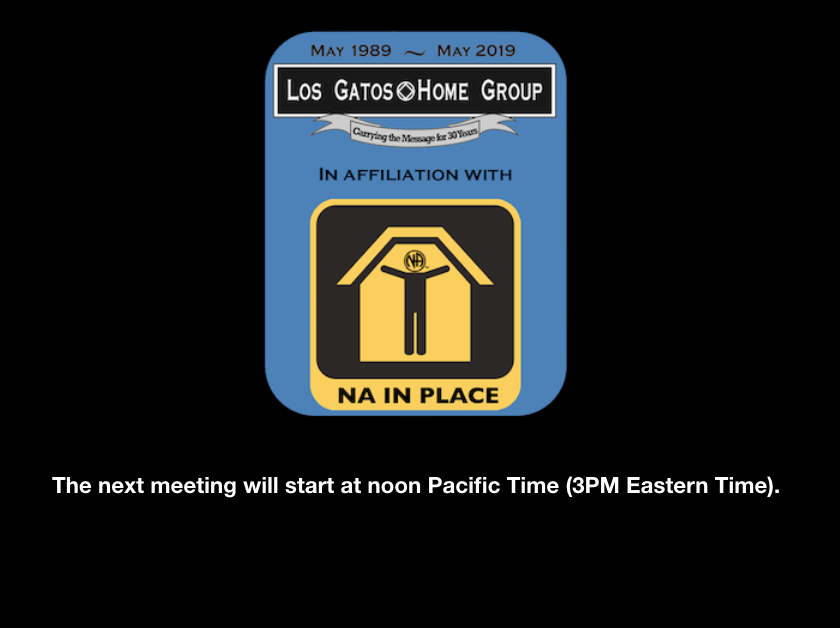 May 1989 ~ May 2019
Los Gatos Home Group
Carrying the Message for 30 Years
In affiliation with
NA
NA IN PLACE
The next meeting will start at noon Pacific Time (3PM Eastern Time).